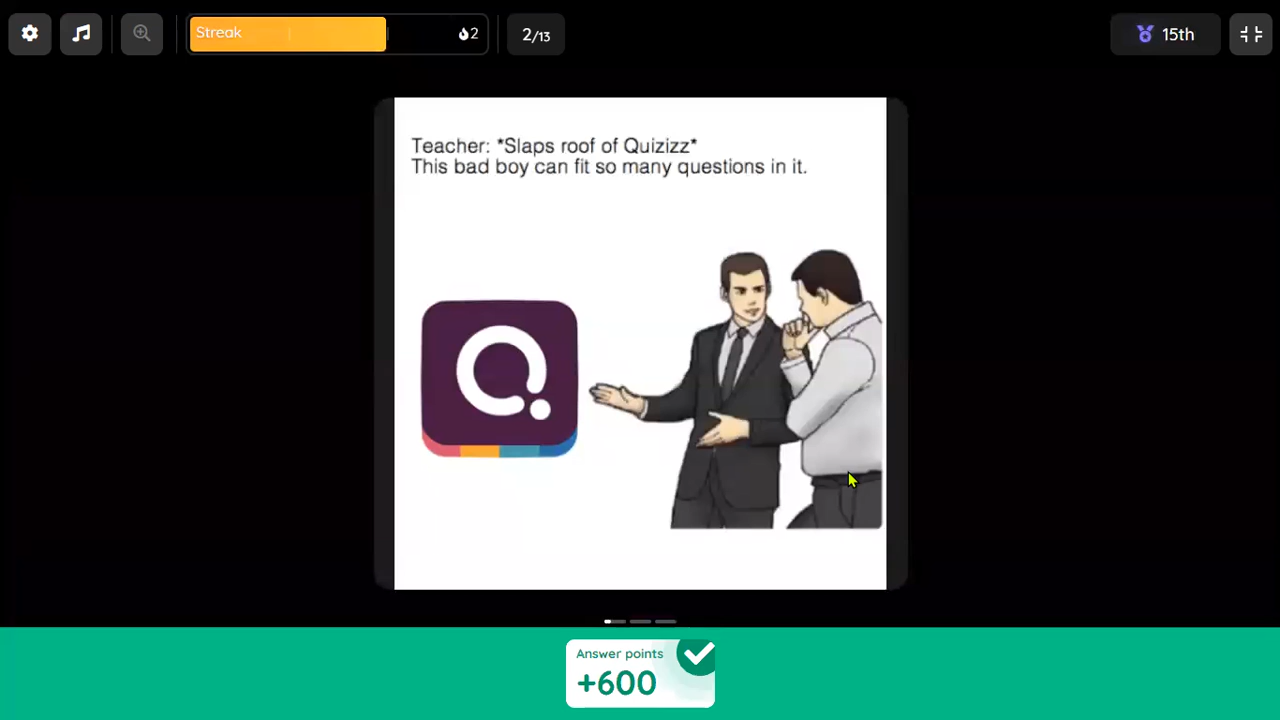 Streak
2
2/13
15th
Teacher: *Slaps roof of Quizizz*
This bad boy can fit so many questions in it.
Answer points
+600